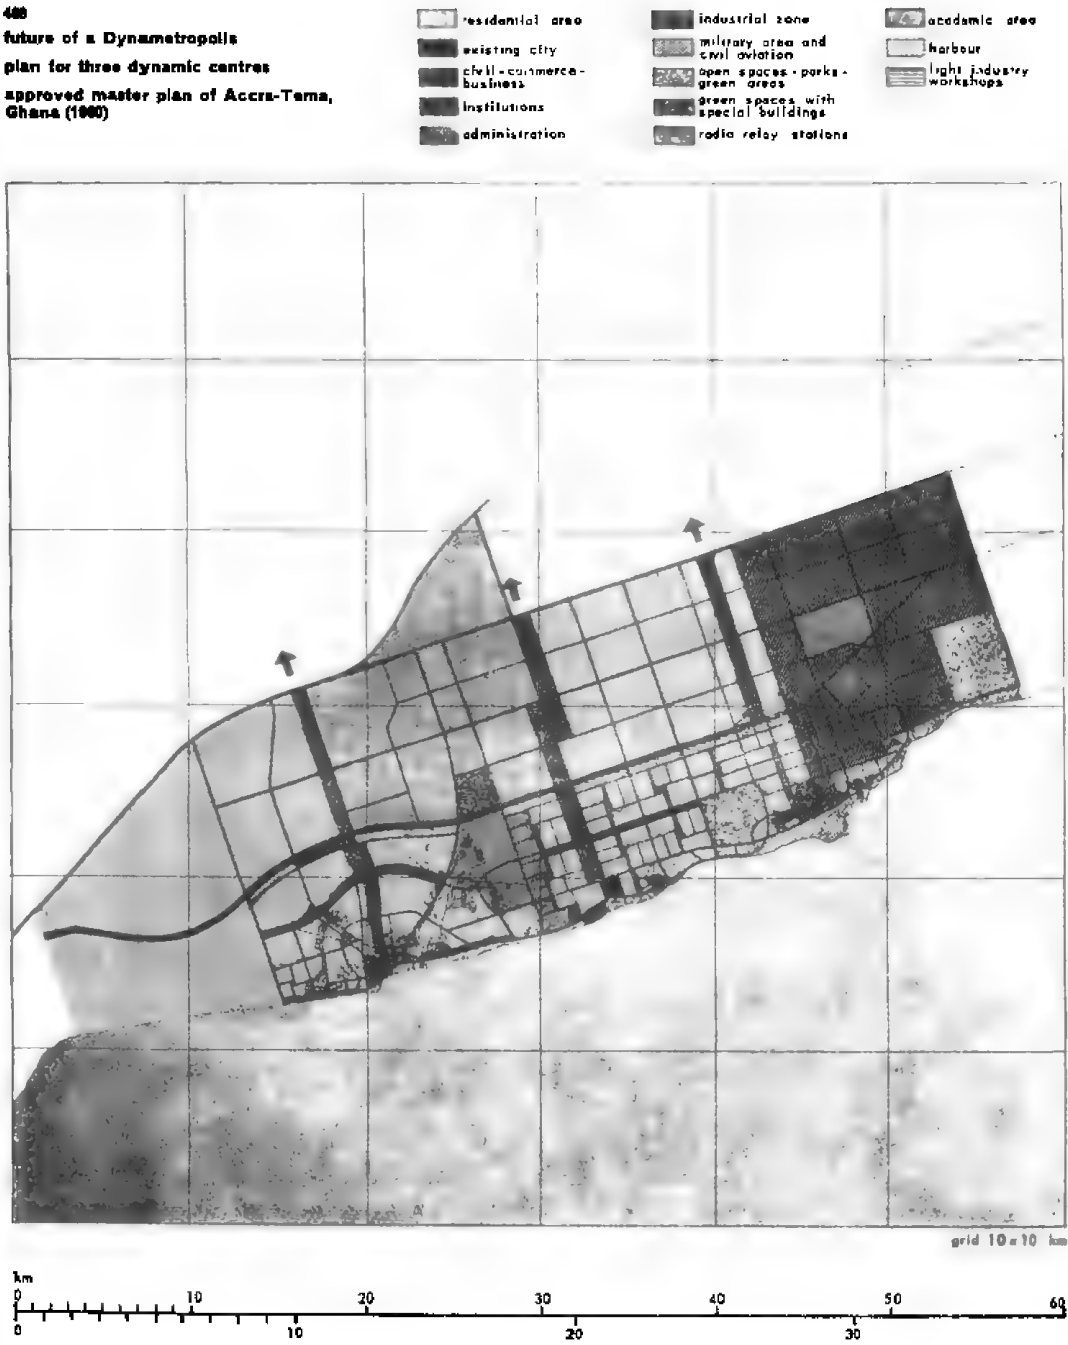 468
future of a Dynametropolis
plan for three dynamic centres
approved master plan of Accra-Tema,
Ghana (1960)
residential area
existing city
civil-commerce-
business
institutions
administration
industrial zone
military area and
civil aviation
open spaces-parks-
green areas
green spaces with
special buildings
radio relay stations
academic area
harbour
light industry
workshops
grid 10 x 10 km
km
0 10 20 30 40 50 60
0 10 20 30